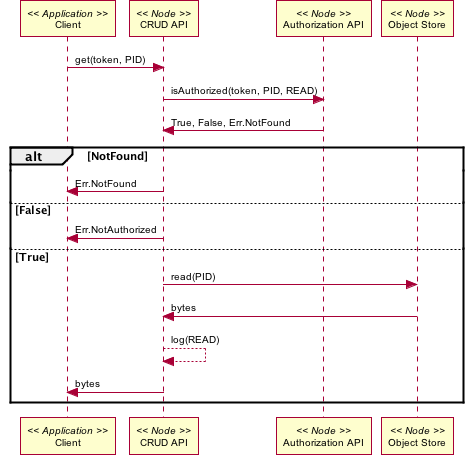 << Application >>
Client
<< Node >>
CRUD API
<< Node >>
Authorization API
<< Node >>
Object Store
get(token, PID)
isAuthorized(token, PID, READ)
True, False, Err.NotFound
alt
[NotFound]
Err.NotFound
[False]
Err.NotAuthorized
[True]
read(PID)
bytes
log(READ)
bytes
<< Application >>
Client
<< Node >>
CRUD API
<< Node >>
Authorization API
<< Node >>
Object Store